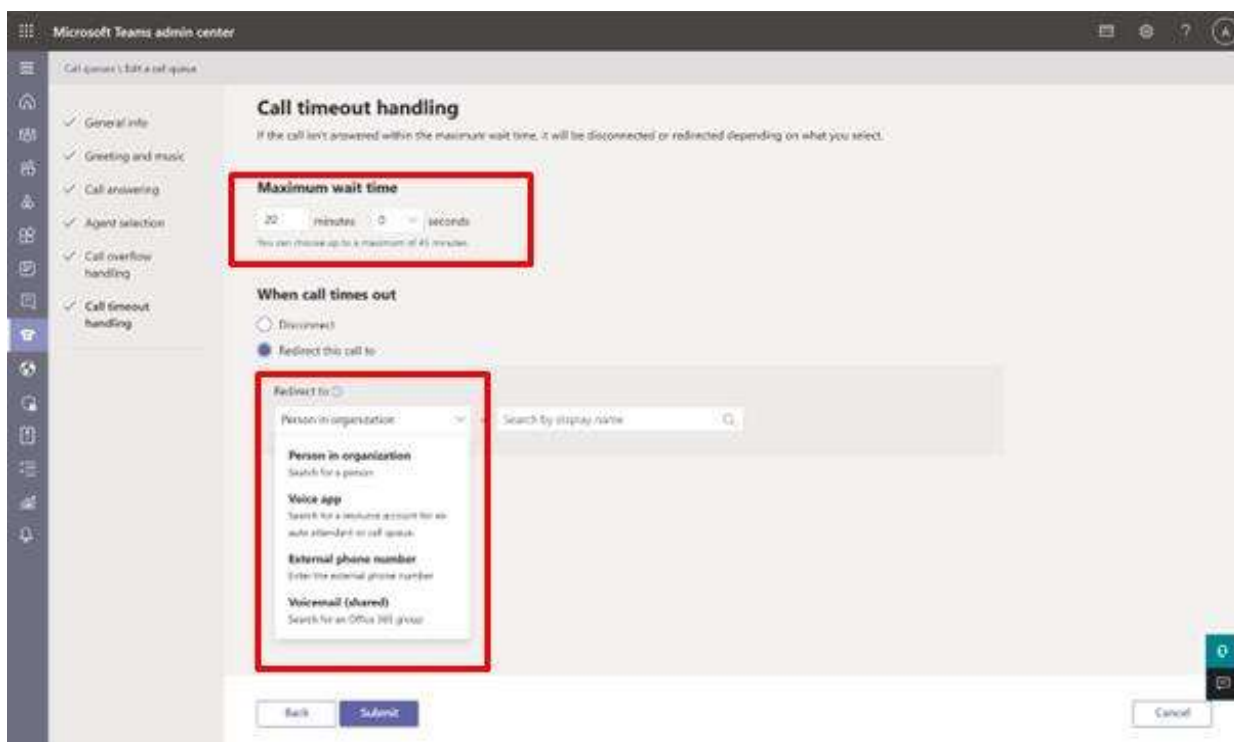 Microsoft Teams admin center
?
A
Call queues \ Edit a call queue
General info
Greeting and music
Call answering
Agent selection
Call overflow
handling
Call timeout
handling
Call timeout handling
If the call isn't answered within the maximum wait time, it will be disconnected or redirected depending on what you select.
Maximum wait time
20 minutes 0 seconds
You can choose up to a maximum of 45 minutes.
When call times out
Disconnect
Redirect this call to
Redirect to
Person in organization
Search by display name
Person in organization
Search for a person
Voice app
Search for a resource account for an
auto attendant or call queue
External phone number
Enter the external phone number
Voicemail (shared)
Search for an Office 365 group
Back
Submit
Cancel